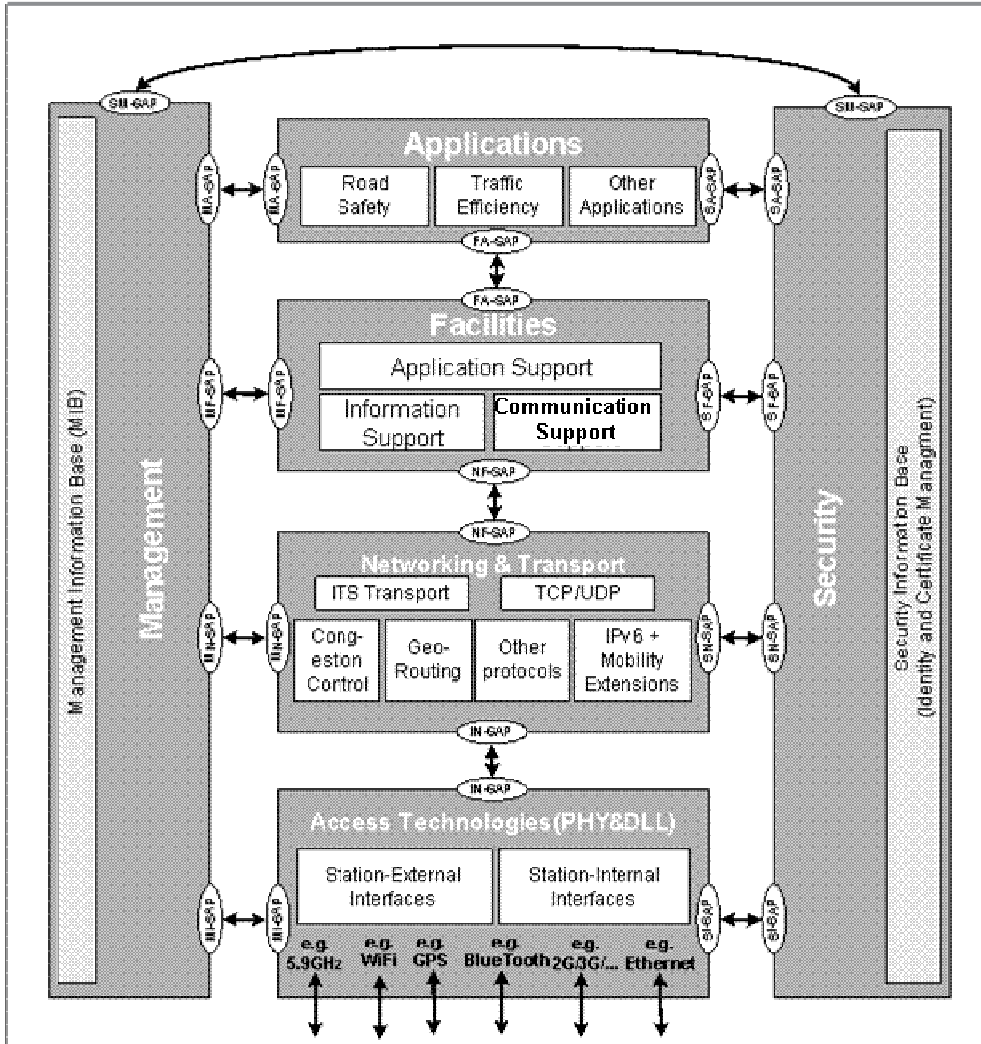 SM-SAP
SM-SAP
Management Information Base (MIB)
Management
Applications
Road
Safety
Traffic
Efficiency
Other
Applications
MA-SAP
MA-SAP
SA-SAP
SA-SAP
FA-SAP
FA-SAP
Facilities
Application Support
Information
Support
Communication
Support
MF-SAP
MF-SAP
SF-SAP
SF-SAP
NF-SAP
NF-SAP
Networking & Transport
ITS Transport
TCP/UDP
Cong-
eston
Control
Geo-
Routing
Other
protocols
IPv6 +
Mobility
Extensions
MN-SAP
MN-SAP
SN-SAP
SN-SAP
IN-SAP
IN-SAP
Access Technologies(PHY&DLL)
Station-External
Interfaces
Station-Internal
Interfaces
MI-SAP
MI-SAP
SI-SAP
SI-SAP
e.g.
5.9GHz
e.g.
WiFi
e.g.
GPS
e.g.
BlueTooth
e.g.
2G/3G/...
e.g.
Ethernet
Security
Security Information Base
(Identity and Certificate Managment)